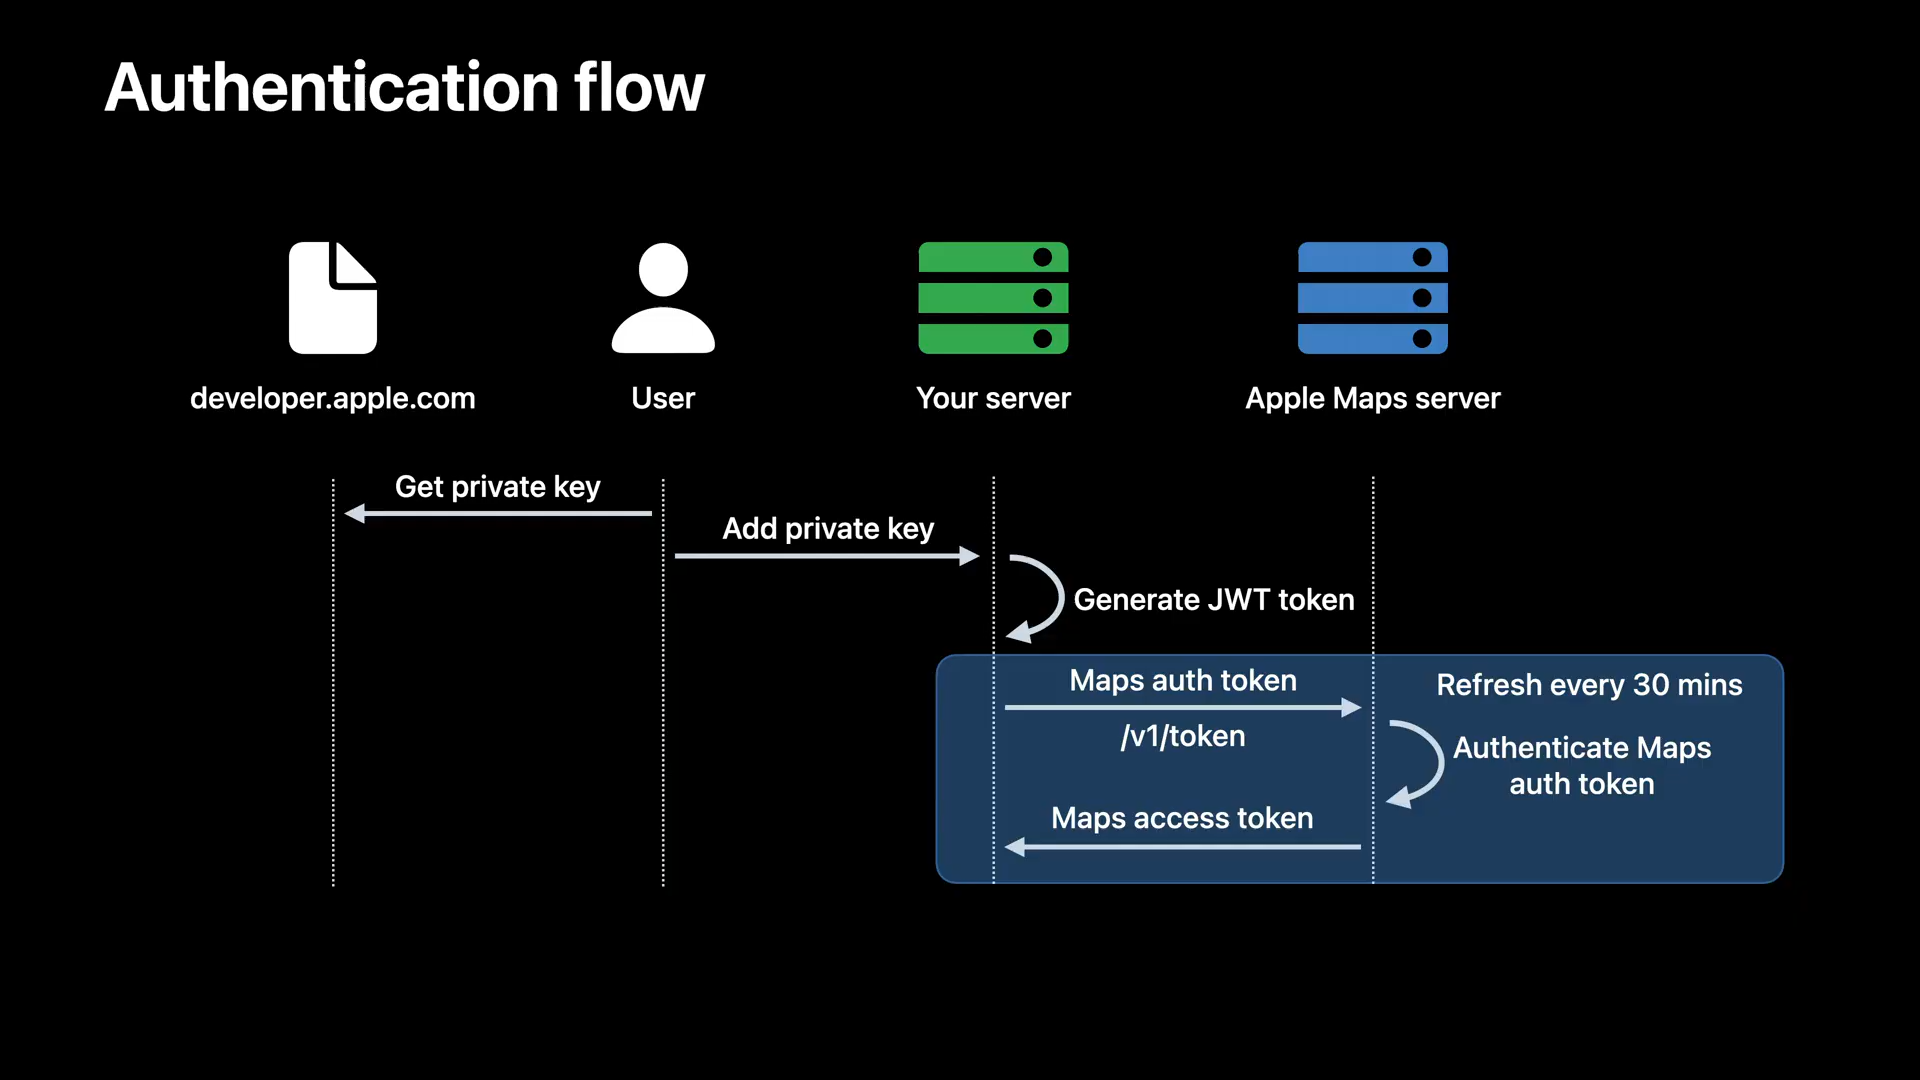 Authentication flow
developer.apple.com
User
Your server
Apple Maps server
Get private key
Add private key
Generate JWT token
Maps auth token
Refresh every 30 mins
/v1/token
Authenticate Maps
auth token
Maps access token